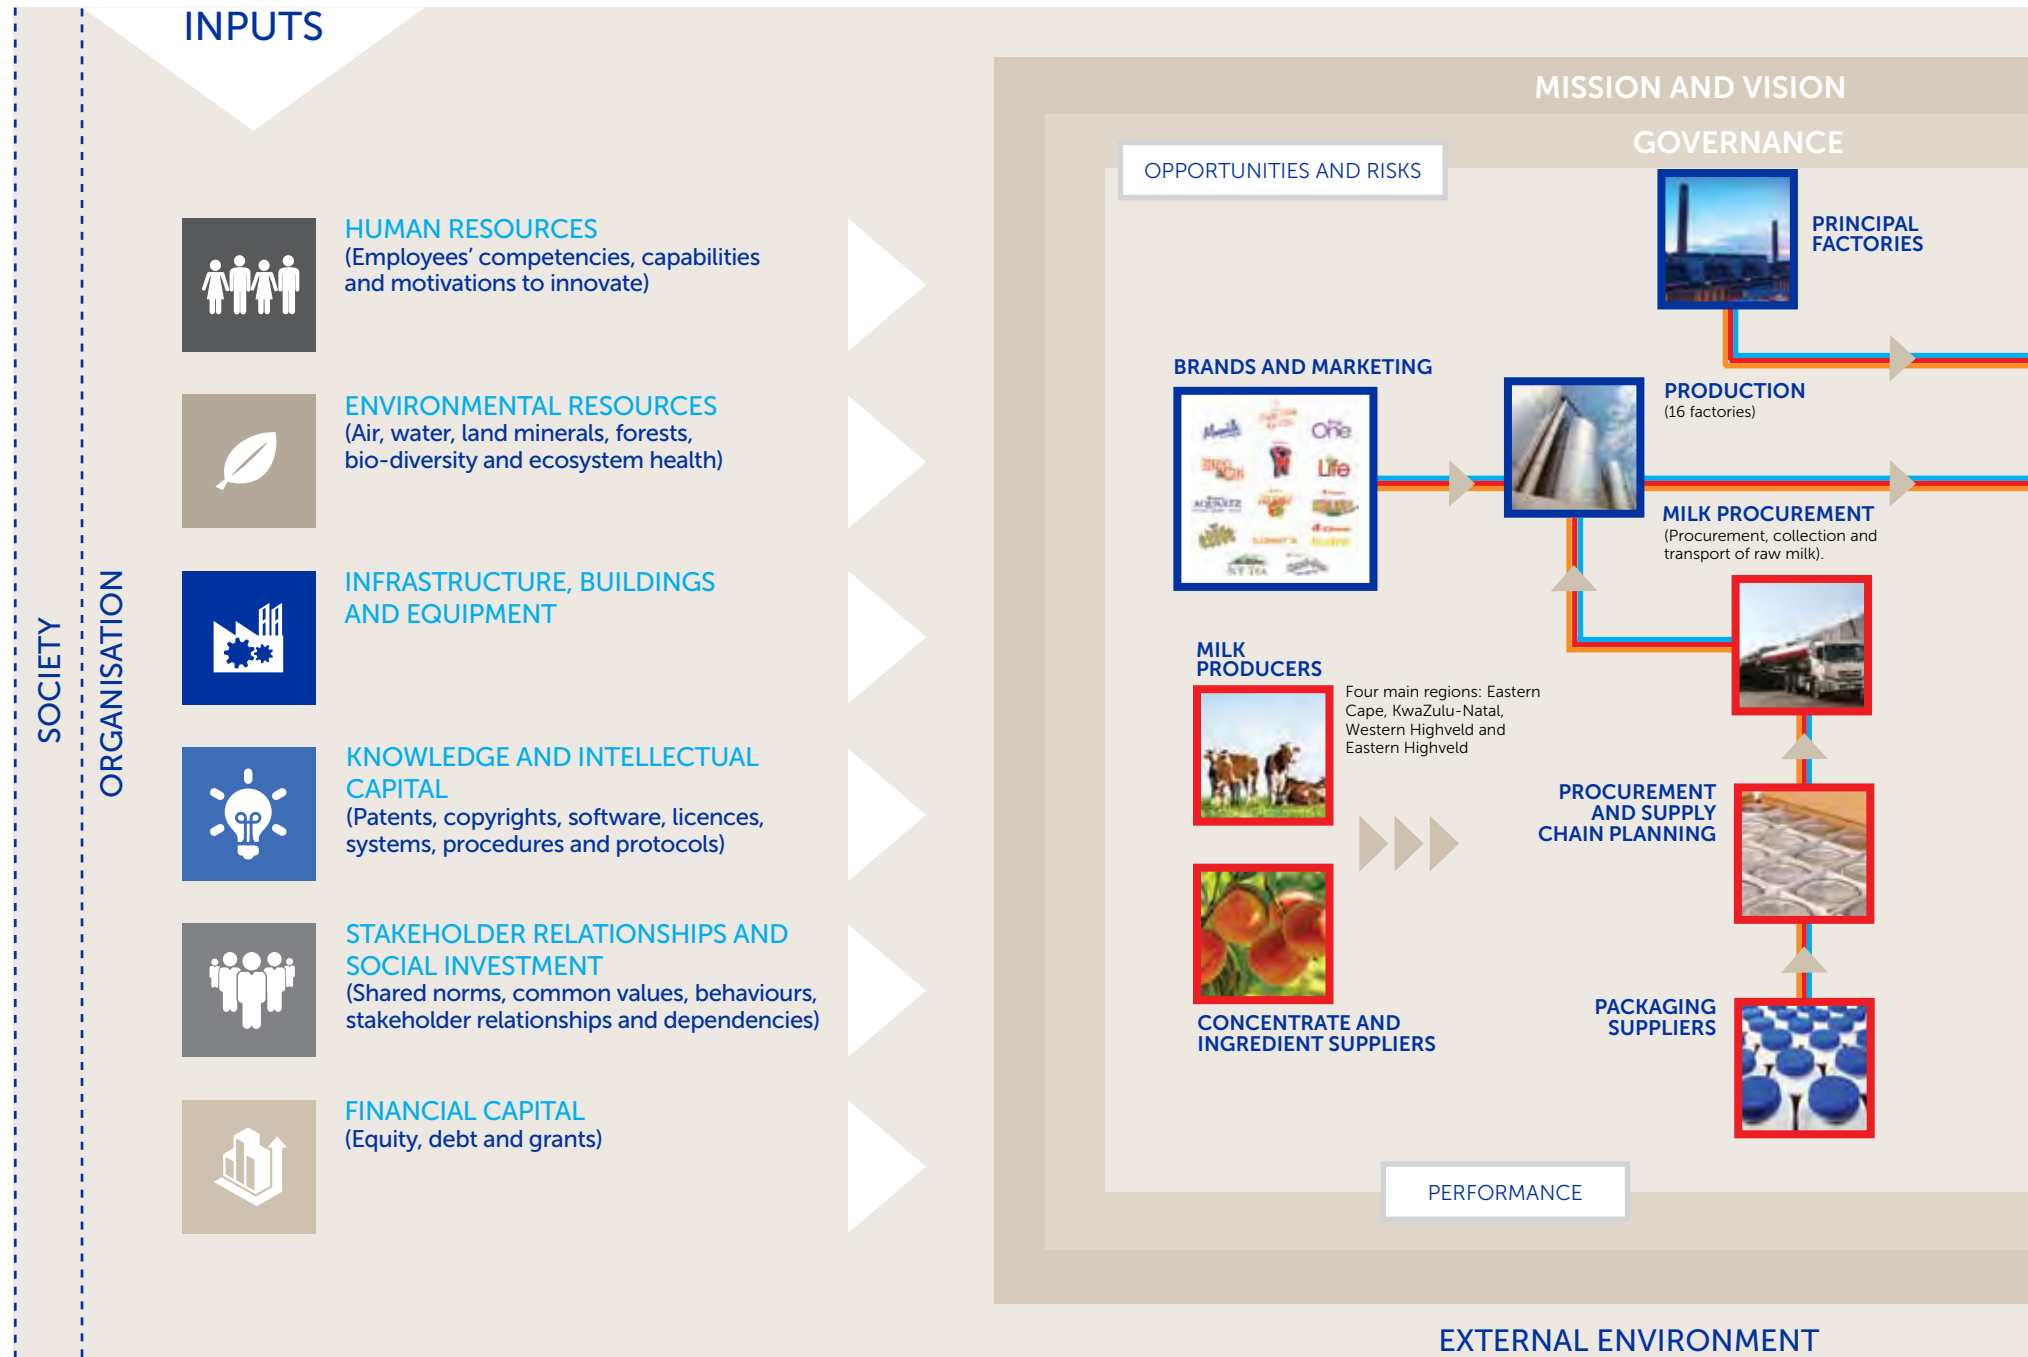 INPUTS
SOCIETY
ORGANISATION
HUMAN RESOURCES
(Employees’ competencies, capabilities
and motivations to innovate)
ENVIRONMENTAL RESOURCES
(Air, water, land minerals, forests,
bio-diversity and ecosystem health)
INFRASTRUCTURE, BUILDINGS
AND EQUIPMENT
KNOWLEDGE AND INTELLECTUAL
CAPITAL
(Patents, copyrights, software, licences,
systems, procedures and protocols)
STAKEHOLDER RELATIONSHIPS AND
SOCIAL INVESTMENT
(Shared norms, common values, behaviours,
stakeholder relationships and dependencies)
FINANCIAL CAPITAL
(Equity, debt and grants)
MISSION AND VISION
GOVERNANCE
OPPORTUNITIES AND RISKS
PRINCIPAL
FACTORIES
BRANDS AND MARKETING
One
Life
PRODUCTION
(16 factories)
MILK PROCUREMENT
(Procurement, collection and
transport of raw milk).
MILK
PRODUCERS
Four main regions: Eastern
Cape, KwaZulu-Natal,
Western Highveld and
Eastern Highveld
PROCUREMENT
AND SUPPLY
CHAIN PLANNING
CONCENTRATE AND
INGREDIENT SUPPLIERS
PACKAGING
SUPPLIERS
PERFORMANCE
EXTERNAL ENVIRONMENT